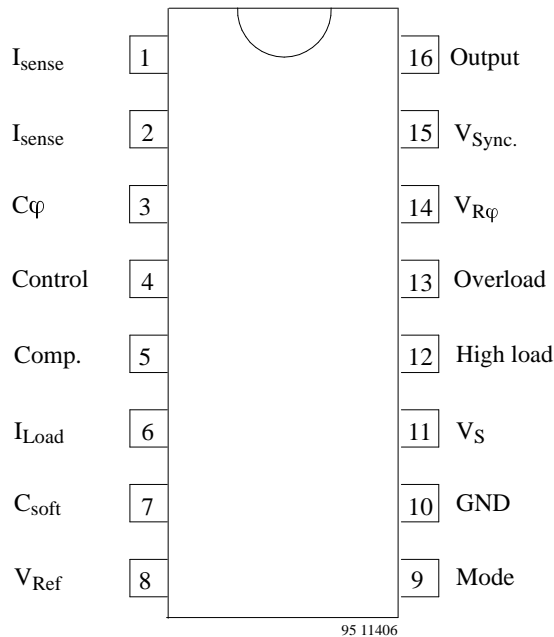 I_sense 1 16 Output
I_sense 2 15 V_Sync.
Cφ 3 14 V_Rφ
Control 4 13 Overload
Comp. 5 12 High load
I_Load 6 11 V_S
C_soft 7 10 GND
V_Ref 8 9 Mode
95 11406